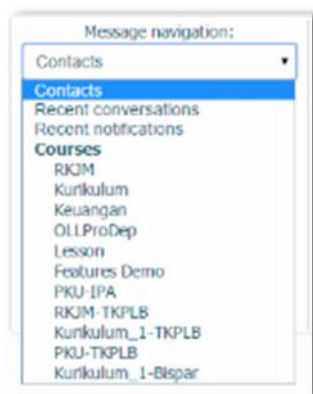 Message navigation:
Contacts
Contacts
Recent conversations
Recent notifications
Courses
RKJM
Kurikulum
Keuangan
OLLProDep
Lesson
Features Demo
PKU-IPA
RKJM-TKPLB
Kurikulum_1-TKPLB
PKU-TKPLB
Kurikulum_1-Bispar